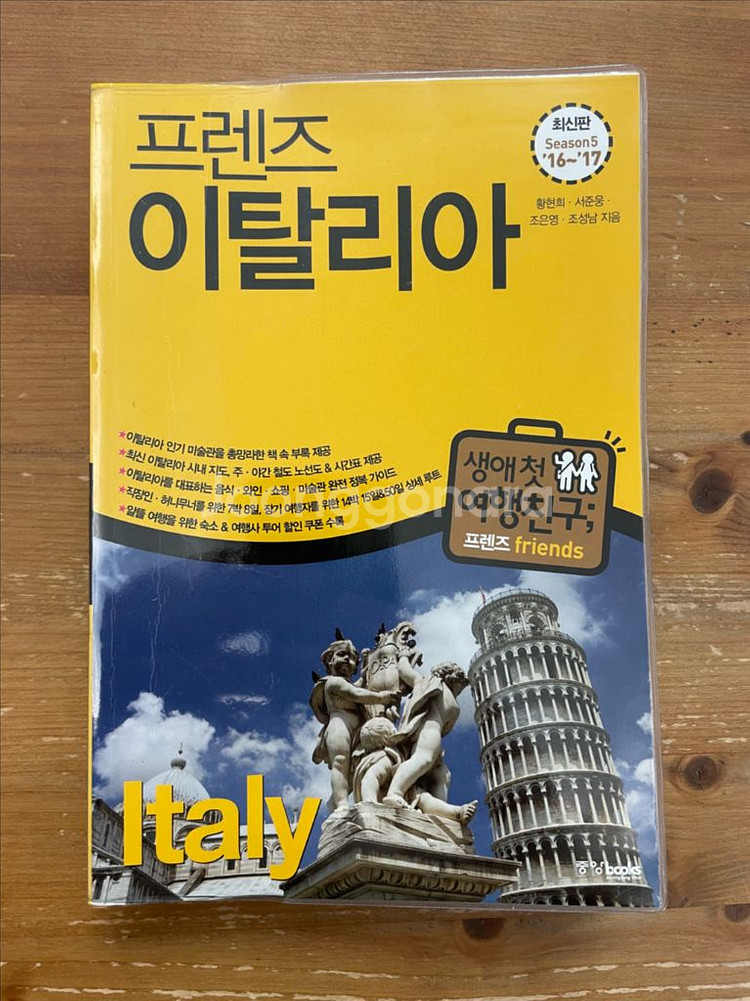 프렌즈
이탈리아
최신판
Season5
'16~'17
황현희 · 서준웅 ·
조은영 · 조성남 지음
★이탈리아 인기 미술관을 총망라한 책 속 부록 제공
★최신 이탈리아 시내 지도, 주 · 야간 철도 노선도 & 시간표 제공
★이탈리아를 대표하는 음식 · 와인 · 쇼핑 · 미술관 완전 정복 가이드
★직장인 · 허니무너를 위한 7박 8일, 장기 여행자를 위한 14박 15일&50일 상세 루트
★알뜰 여행을 위한 숙소 & 여행사 투어 할인 쿠폰 수록
생애 첫
여행친구;
프렌즈 friends
Italy
중앙books